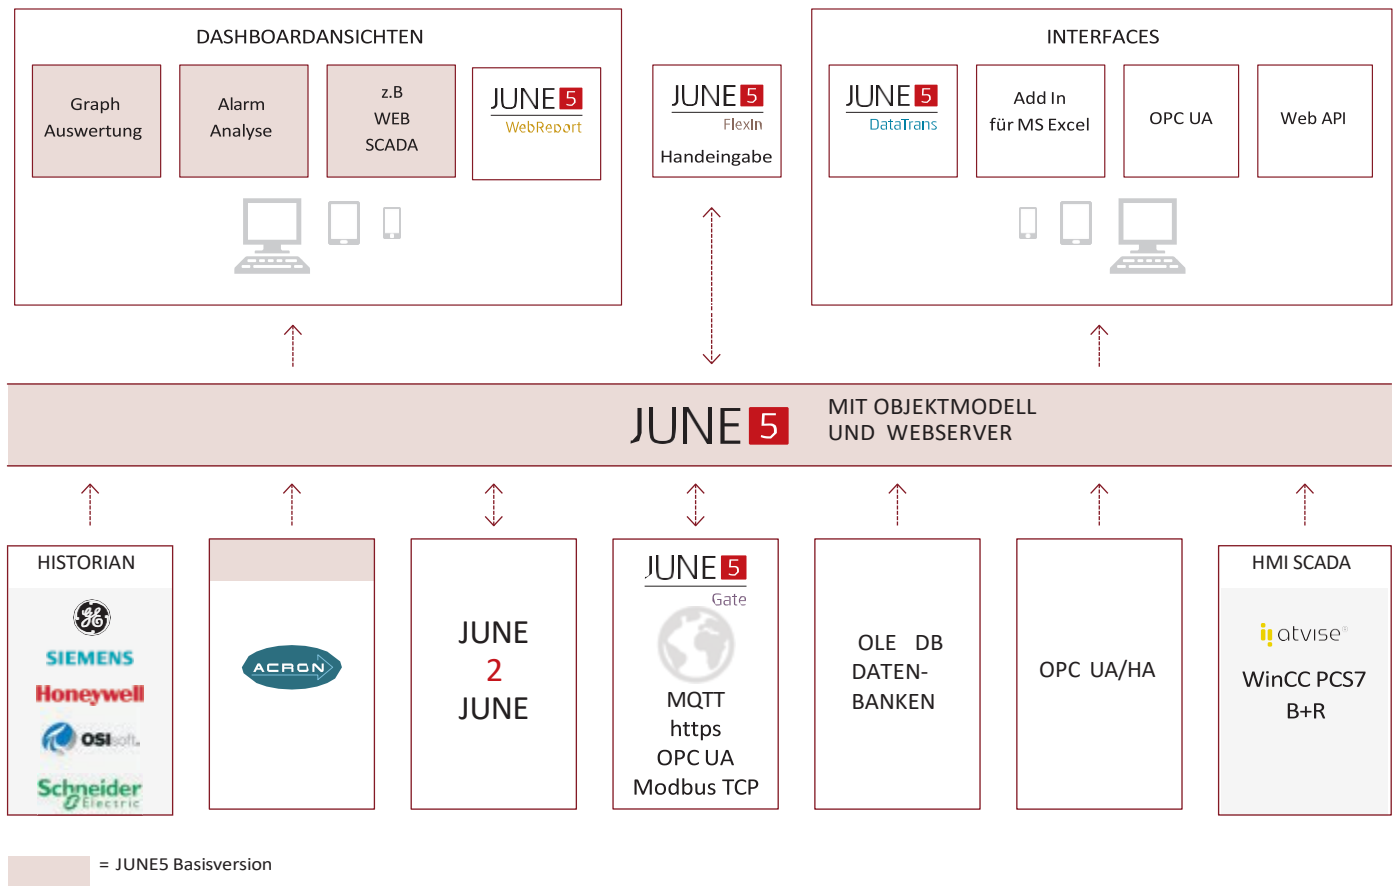 DASHBOARDANSICHTEN
Graph
Auswertung
Alarm
Analyse
z.B
WEB
SCADA
JUNE 5
WebReport
JUNE 5
FlexIn
Handeingabe
INTERFACES
JUNE 5
DataTrans
Add In
für MS Excel
OPC UA
Web API
JUNE 5
MIT OBJEKTMODELL
UND WEBSERVER
HISTORIAN
GE
SIEMENS
Honeywell
OSIsoft.
Schneider
Electric
ACRON
JUNE
2
JUNE
JUNE 5
Gate
MQTT
https
OPC UA
Modbus TCP
OLE DB
DATEN-
BANKEN
OPC UA/HA
HMI SCADA
atvise®
WinCC PCS7
B+R
= JUNE5 Basisversion